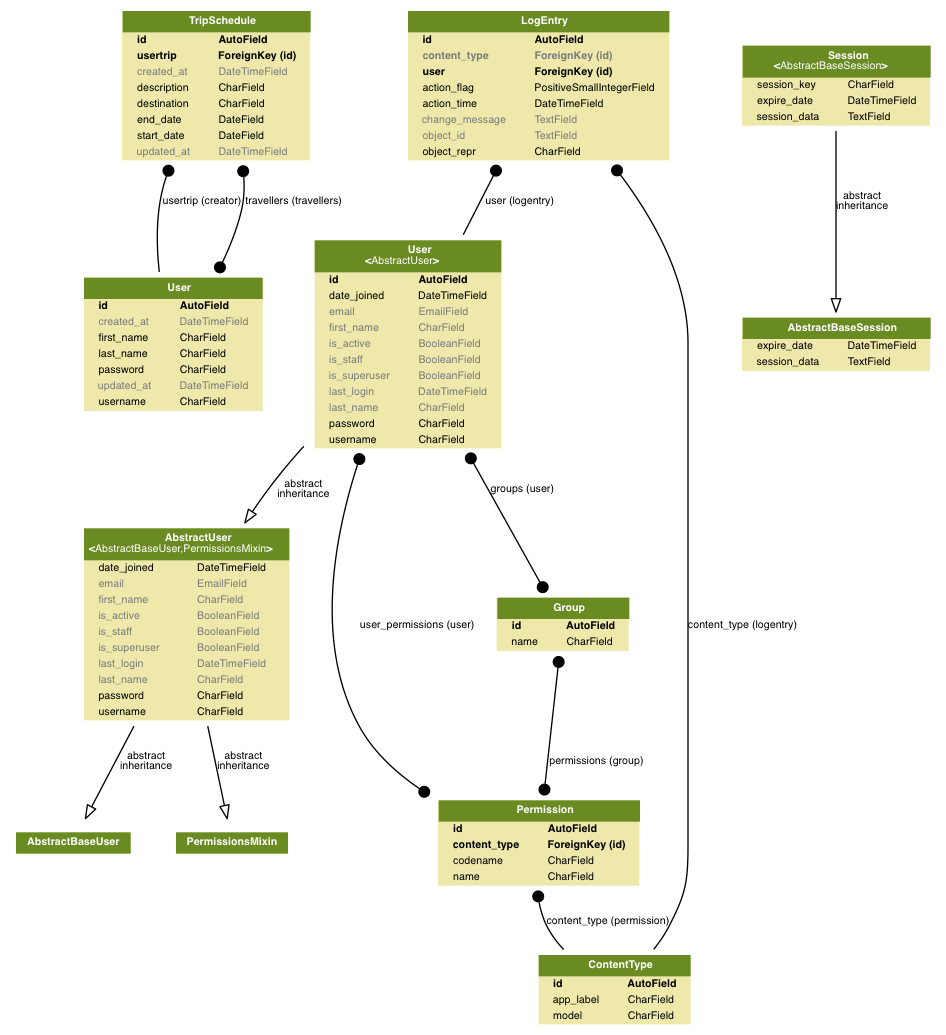 TripSchedule
id AutoField
usertrip ForeignKey (id)
created_at DateTimeField
description CharField
destination CharField
end_date DateField
start_date DateField
updated_at DateTimeField
LogEntry
id AutoField
content_type ForeignKey (id)
user ForeignKey (id)
action_flag PositiveSmallIntegerField
action_time DateTimeField
change_message TextField
object_id TextField
object_repr CharField
Session
<AbstractBaseSession>
session_key CharField
expire_date DateTimeField
session_data TextField
usertrip (creator)
travellers (travellers)
user (logentry)
abstract
inheritance
User
id AutoField
created_at DateTimeField
first_name CharField
last_name CharField
password CharField
updated_at DateTimeField
username CharField
User
<AbstractUser>
id AutoField
date_joined DateTimeField
email EmailField
first_name CharField
is_active BooleanField
is_staff BooleanField
is_superuser BooleanField
last_login DateTimeField
last_name CharField
password CharField
username CharField
AbstractBaseSession
expire_date DateTimeField
session_data TextField
abstract
inheritance
groups (user)
AbstractUser
<AbstractBaseUser,PermissionsMixin>
date_joined DateTimeField
email EmailField
first_name CharField
is_active BooleanField
is_staff BooleanField
is_superuser BooleanField
last_login DateTimeField
last_name CharField
password CharField
username CharField
user_permissions (user)
Group
id AutoField
name CharField
content_type (logentry)
abstract
inheritance
abstract
inheritance
permissions (group)
AbstractBaseUser
PermissionsMixin
Permission
id AutoField
content_type ForeignKey (id)
codename CharField
name CharField
content_type (permission)
ContentType
id AutoField
app_label CharField
model CharField